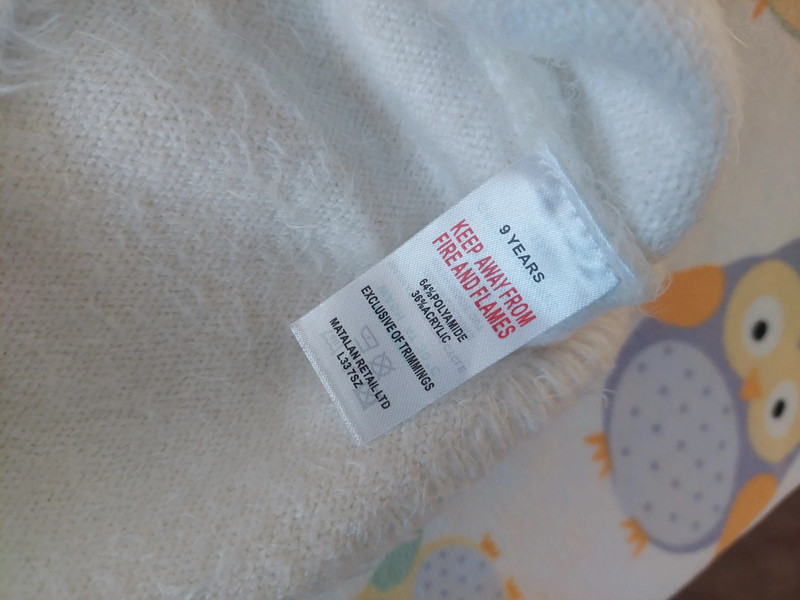 9 YEARS
KEEP AWAY FROM
FIRE AND FLAMES
64%POLYAMIDE
36%ACRYLIC
EXCLUSIVE OF TRIMMINGS
MATALAN RETAIL LTD
L33 7SZ